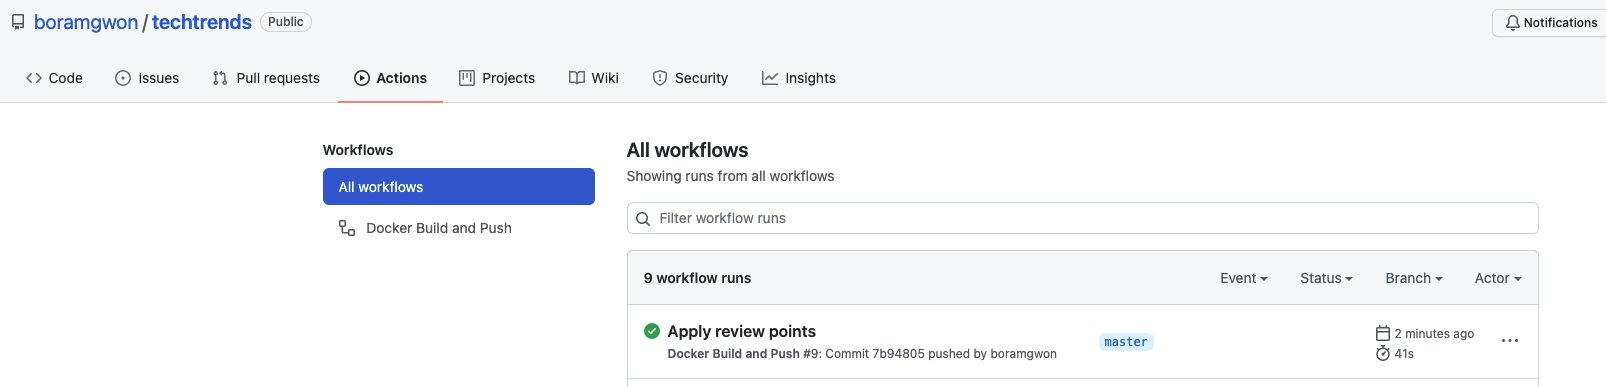 boramgwon / techtrends Public
Notifications
Code Issues Pull requests Actions Projects Wiki Security Insights
Workflows
All workflows
Docker Build and Push
All workflows
Showing runs from all workflows
Filter workflow runs
9 workflow runs Event Status Branch Actor
Apply review points
Docker Build and Push #9: Commit 7b94805 pushed by boramgwon
master
2 minutes ago
41s